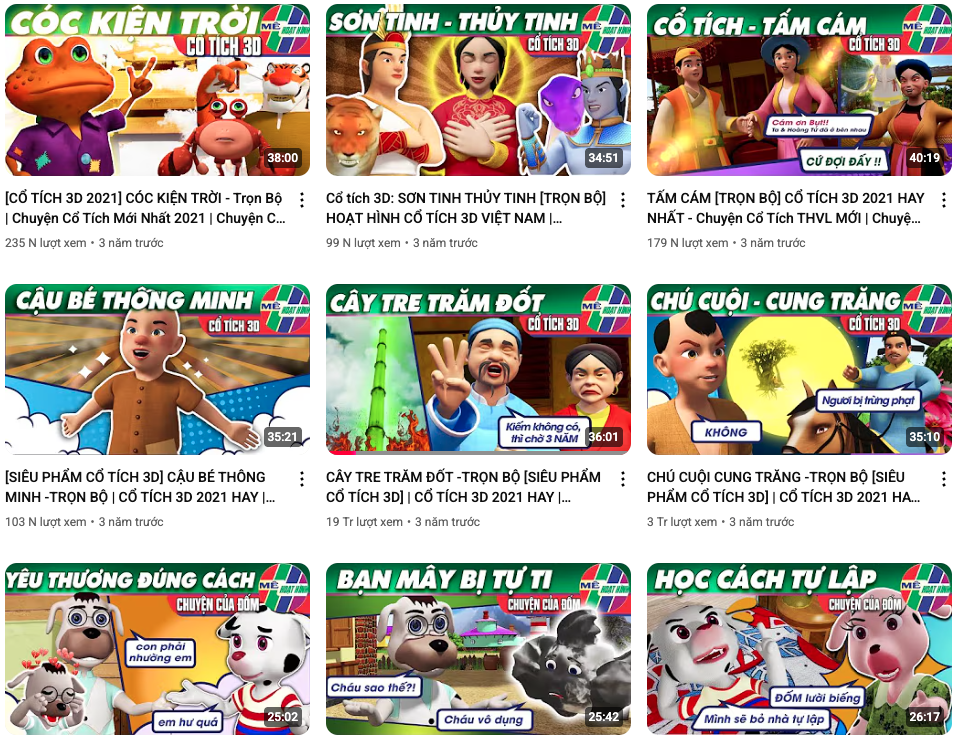 CÓC KIỆN TRỜI
CỔ TÍCH 3D
MÊ
HOẠT HÌNH
38:00
[CỔ TÍCH 3D 2021] CÓC KIỆN TRỜI - Trọn Bộ
| Chuyện Cổ Tích Mới Nhất 2021 | Chuyện C...
235 N lượt xem • 3 năm trước
SƠN TINH - THỦY TINH
CỔ TÍCH 3D
MÊ
HOẠT HÌNH
34:51
Cổ tích 3D: SƠN TINH THỦY TINH [TRỌN BỘ]
HOẠT HÌNH CỔ TÍCH 3D VIỆT NAM |...
99 N lượt xem • 3 năm trước
CỔ TÍCH - TẤM CÁM
CỔ TÍCH 3D
MÊ
HOẠT HÌNH
Cám ơn Bụt!!
Ta & Hoàng Tử đã ở bên nhau
CỨ ĐỢI ĐẤY !!
40:19
TẤM CÁM [TRỌN BỘ] CỔ TÍCH 3D 2021 HAY
NHẤT - Chuyện Cổ Tích THVL MỚI | Chuyệ...
179 N lượt xem • 3 năm trước
CẬU BÉ THÔNG MINH
CỔ TÍCH 3D
MÊ
HOẠT HÌNH
35:21
[SIÊU PHẨM CỔ TÍCH 3D] CẬU BÉ THÔNG
MINH -TRỌN BỘ | CỔ TÍCH 3D 2021 HAY |...
103 N lượt xem • 3 năm trước
CÂY TRE TRĂM ĐỐT
CỔ TÍCH 3D
MÊ
HOẠT HÌNH
Kiếm không có,
thì chờ 3 NĂM
36:01
CÂY TRE TRĂM ĐỐT -TRỌN BỘ [SIÊU PHẨM
CỔ TÍCH 3D] | CỔ TÍCH 3D 2021 HAY |...
19 Tr lượt xem • 3 năm trước
CHÚ CUỘI - CUNG TRĂNG
CỔ TÍCH 3D
MÊ
HOẠT HÌNH
Ngươi bị trừng phạt
KHÔNG
35:10
CHÚ CUỘI CUNG TRĂNG -TRỌN BỘ [SIÊU
PHẨM CỔ TÍCH 3D] | CỔ TÍCH 3D 2021 HA...
3 Tr lượt xem • 3 năm trước
YÊU THƯƠNG ĐÚNG CÁCH
CHUYỆN CỦA ĐỐM
MÊ
HOẠT HÌNH
con phải
nhường em
em hư quá
25:02
BẠN MÂY BỊ TỰ TI
CHUYỆN CỦA ĐỐM
MÊ
HOẠT HÌNH
Cháu sao thế?!
Cháu vô dụng
25:42
HỌC CÁCH TỰ LẬP
CHUYỆN CỦA ĐỐM
MÊ
HOẠT HÌNH
ĐỐM lười biếng
Mình sẽ bỏ nhà tự lập
26:17